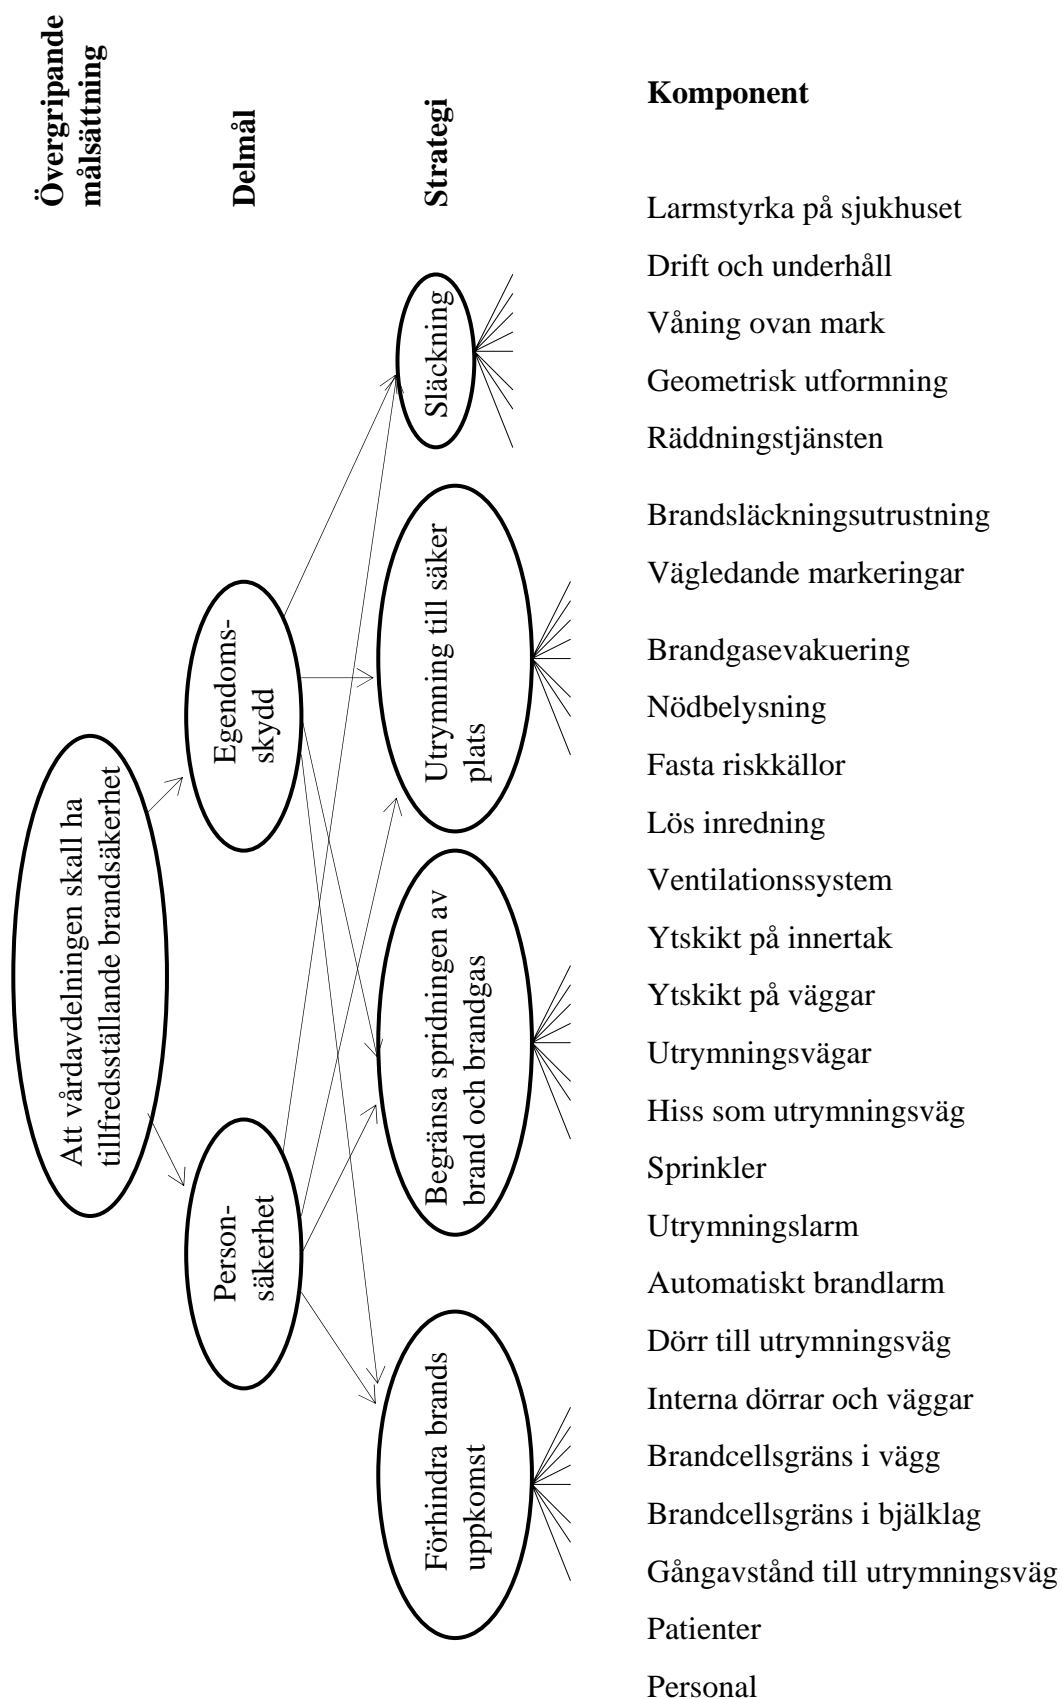 Övergripande
målsättning
Att vårdavdelningen skall ha
tillfredsställande brandsäkerhet
Delmål
Person-
säkerhet
Egendoms-
skydd
Strategi
Förhindra brands
uppkomst
Begränsa spridningen av
brand och brandgas
Utrymning till säker
plats
Släckning
Komponent
Larmstyrka på sjukhuset
Drift och underhåll
Våning ovan mark
Geometrisk utformning
Räddningstjänsten
Brandsläckningsutrustning
Vägledande markeringar
Brandgasevakuering
Nödbelysning
Fasta riskkällor
Lös inredning
Ventilationssystem
Ytskikt på innertak
Ytskikt på väggar
Utrymningsvägar
Hiss som utrymningsväg
Sprinkler
Utrymningslarm
Automatiskt brandlarm
Dörr till utrymningsväg
Interna dörrar och väggar
Brandcellsgräns i vägg
Brandcellsgräns i bjälklag
Gångavstånd till utrymningsväg
Patienter
Personal